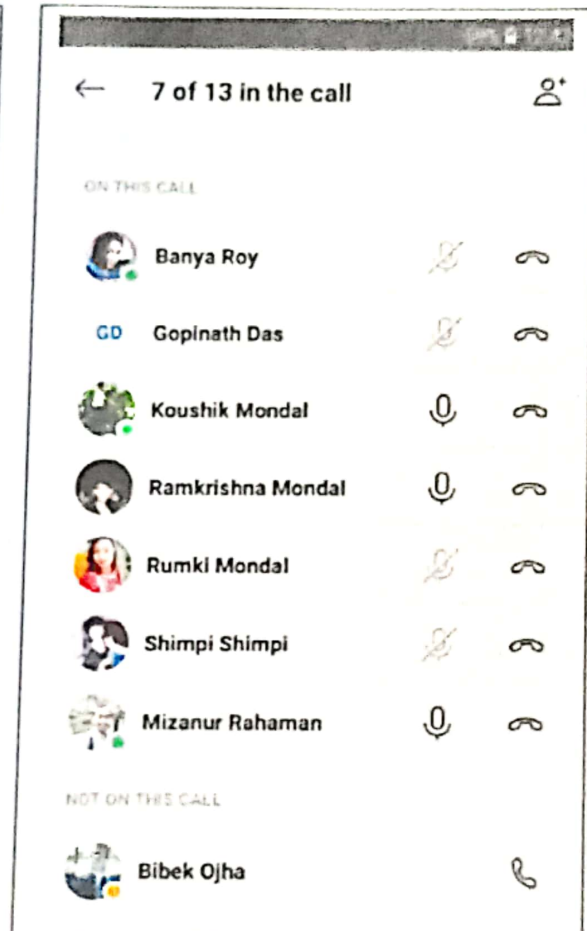 7 of 13 in the call
ON THIS CALL
Banya Roy
GD Gopinath Das
Koushik Mondal
Ramkrishna Mondal
Rumki Mondal
Shimpi Shimpi
Mizanur Rahaman
NOT ON THIS CALL
Bibek Ojha